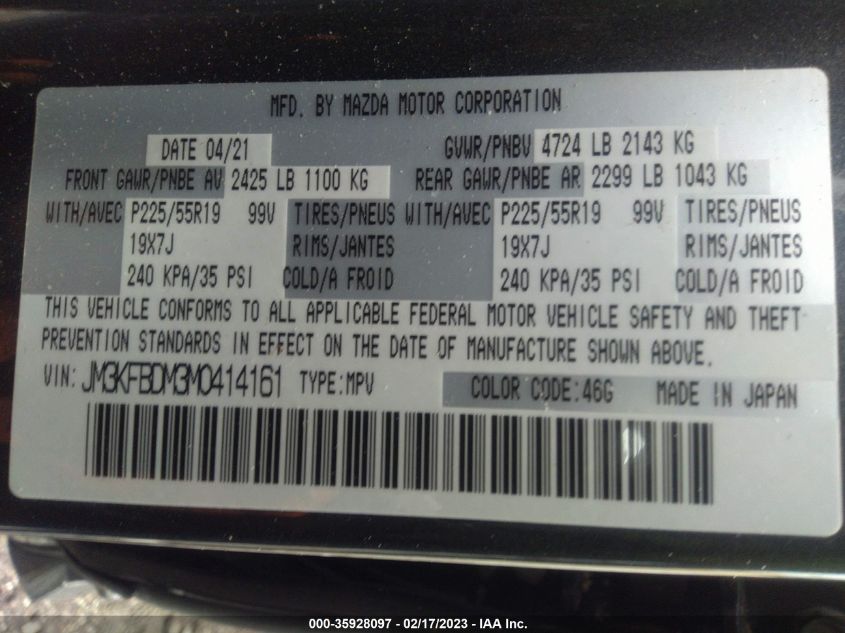 MFD. BY MAZDA MOTOR CORPORATION
DATE 04/21 GVWR/PNBV 4724 LB 2143 KG
FRONT GAWR/PNBE AV 2425 LB 1100 KG REAR GAWR/PNBE AR 2299 LB 1043 KG
WITH/AVEC P225/55R19 99V TIRES/PNEUS WITH/AVEC P225/55R19 99V TIRES/PNEUS
19X7J RIMS/JANTES 19X7J RIMS/JANTES
240 KPA/35 PSI COLD/A FROID 240 KPA/35 PSI COLD/A FROID
THIS VEHICLE CONFORMS TO ALL APPLICABLE FEDERAL MOTOR VEHICLE SAFETY AND THEFT
PREVENTION STANDARDS IN EFFECT ON THE DATE OF MANUFACTURE SHOWN ABOVE.
VIN: JM3KFBDM3M0414161 TYPE:MPV COLOR CODE:46G MADE IN JAPAN
000-35928097 - 02/17/2023 - IAA Inc.